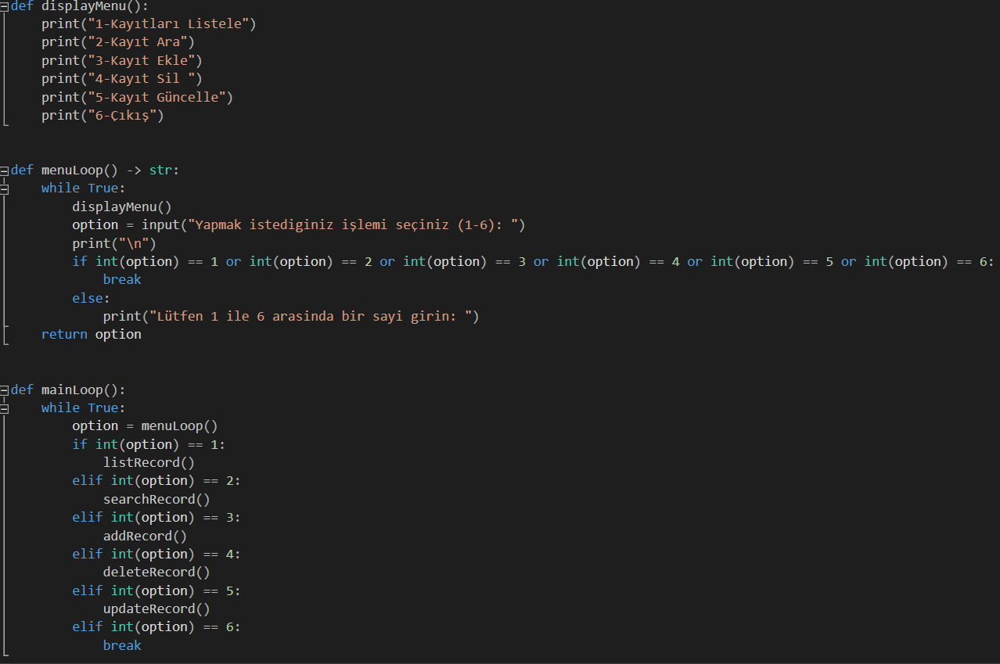 def displayMenu():
    print("1-Kayıtları Listele")
    print("2-Kayıt Ara")
    print("3-Kayıt Ekle")
    print("4-Kayıt Sil ")
    print("5-Kayıt Güncelle")
    print("6-Çıkış")
def menuLoop() -> str:
    while True:
        displayMenu()
        option = input("Yapmak istediginiz işlemi seçiniz (1-6): ")
        print("\n")
        if int(option) == 1 or int(option) == 2 or int(option) == 3 or int(option) == 4 or int(option) == 5 or int(option) == 6:
            break
        else:
            print("Lütfen 1 ile 6 arasinda bir sayi girin: ")
    return option
def mainLoop():
    while True:
        option = menuLoop()
        if int(option) == 1:
            listRecord()
        elif int(option) == 2:
            searchRecord()
        elif int(option) == 3:
            addRecord()
        elif int(option) == 4:
            deleteRecord()
        elif int(option) == 5:
            updateRecord()
        elif int(option) == 6:
            break